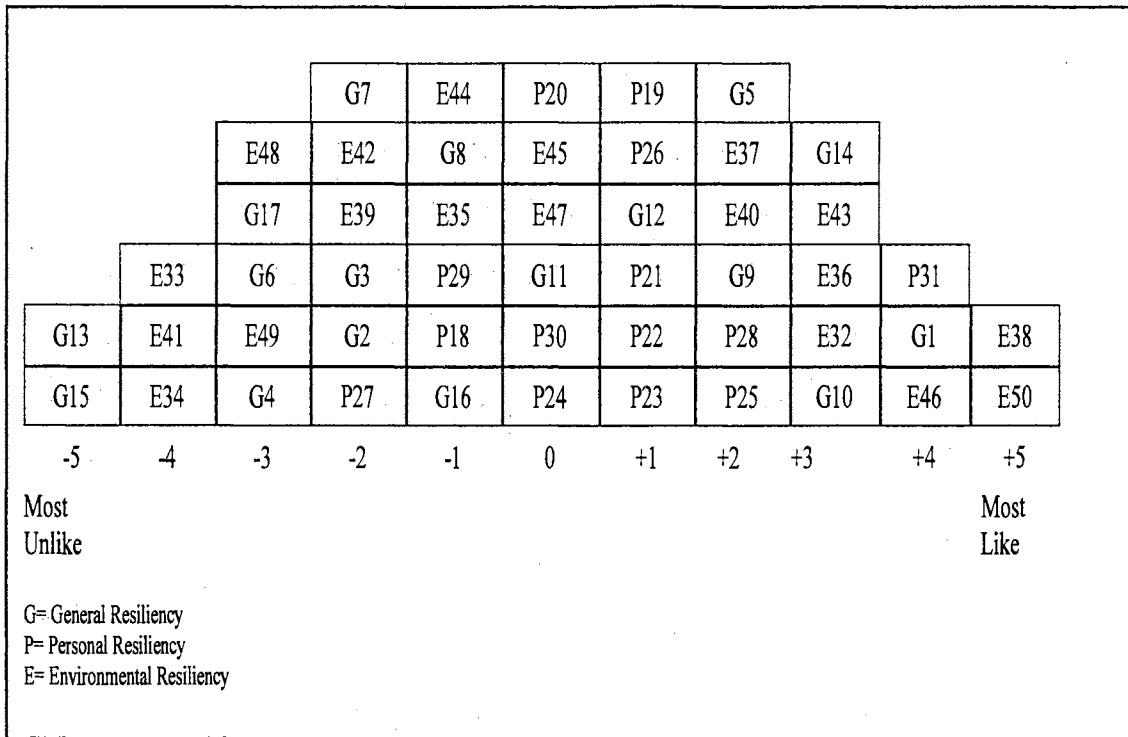 G7 E44 P20 P19 G5
E48 E42 G8 E45 P26 E37 G14
G17 E39 E35 E47 G12 E40 E43
E33 G6 G3 P29 G11 P21 G9 E36 P31
G13 E41 E49 G2 P18 P30 P22 P28 E32 G1 E38
G15 E34 G4 P27 G16 P24 P23 P25 G10 E46 E50
-5 -4 -3 -2 -1 0 +1 +2 +3 +4 +5
Most Most
Unlike Like
G= General Resiliency
P= Personal Resiliency
E= Environmental Resiliency